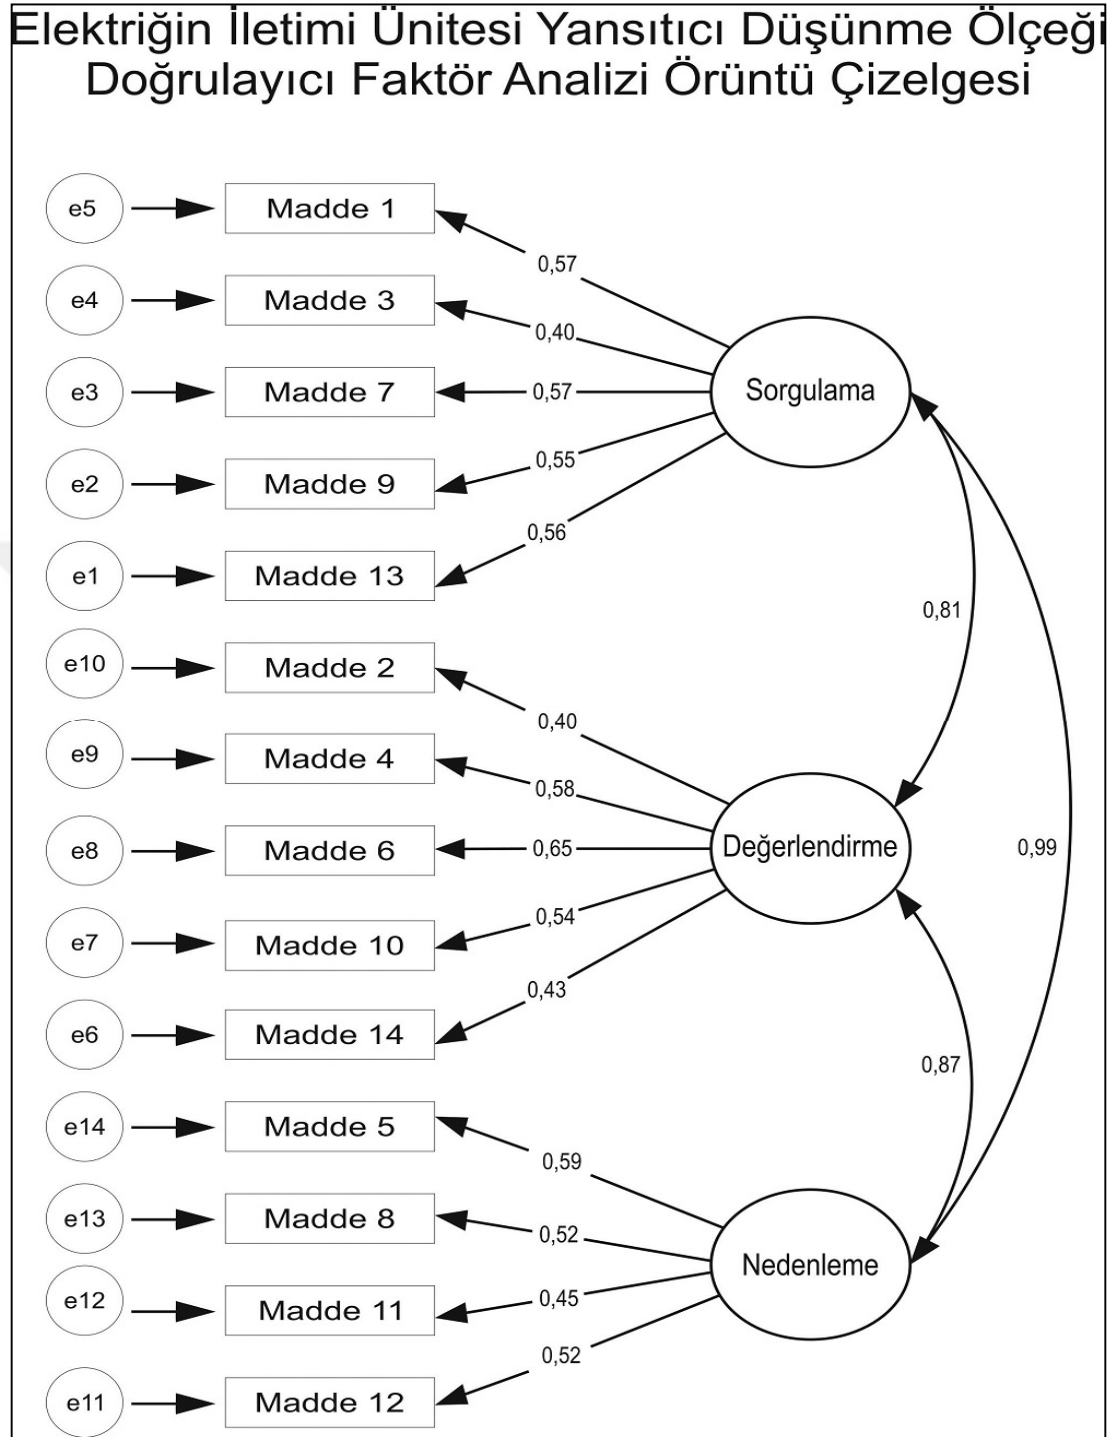 Elektriğin İletimi Ünitesi Yansıtıcı Düşünme Ölçeği
Doğrulayıcı Faktör Analizi Örüntü Çizelgesi
e5
Madde 1
0,57
e4
Madde 3
0,40
e3
Madde 7
0,57
Sorgulama
e2
Madde 9
0,55
e1
Madde 13
0,56
0,81
e10
Madde 2
0,40
e9
Madde 4
0,58
e8
Madde 6
0,65
Değerlendirme
0,99
e7
Madde 10
0,54
e6
Madde 14
0,43
0,87
e14
Madde 5
0,59
e13
Madde 8
0,52
Nedenleme
e12
Madde 11
0,45
e11
Madde 12
0,52